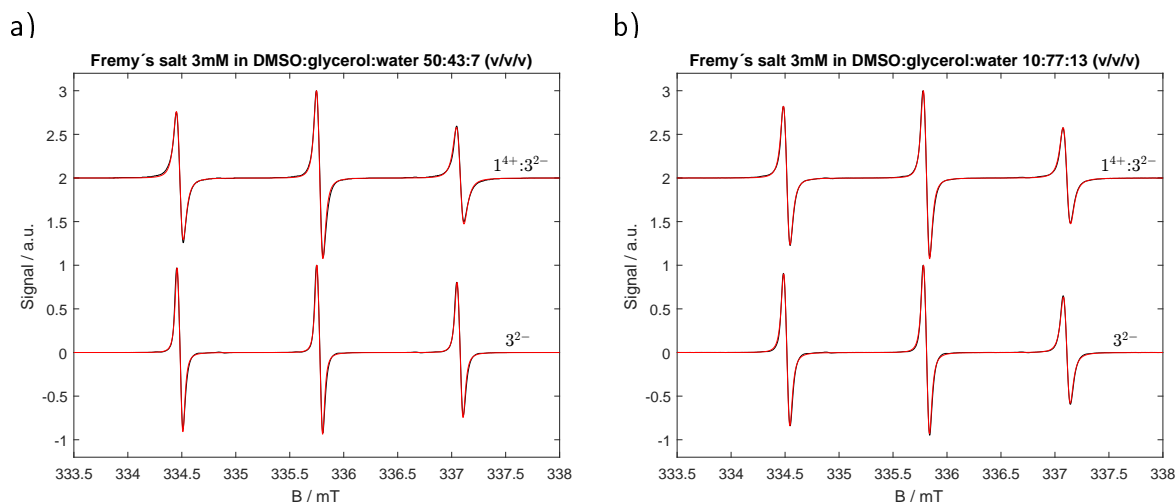 a)
Fremy´s salt 3mM in DMSO:glycerol:water 50:43:7 (v/v/v)
3
2.5
2
1.5
1
0.5
0
-0.5
-1
Signal / a.u.
1⁴⁺:3²⁻
3²⁻
333.5 334 334.5 335 335.5 336 336.5 337 337.5 338
B / mT
b)
Fremy´s salt 3mM in DMSO:glycerol:water 10:77:13 (v/v/v)
3
2.5
2
1.5
1
0.5
0
-0.5
-1
Signal / a.u.
1⁴⁺:3²⁻
3²⁻
333.5 334 334.5 335 335.5 336 336.5 337 337.5 338
B / mT